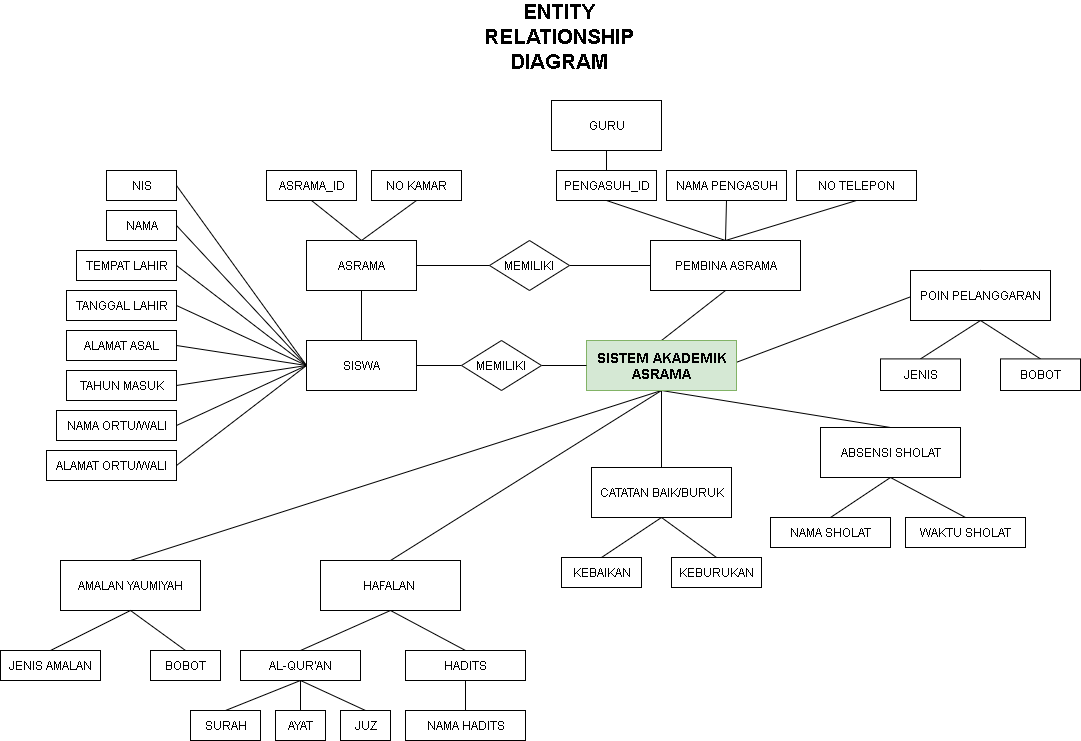 ENTITY
RELATIONSHIP
DIAGRAM
GURU
NIS
ASRAMA_ID
NO KAMAR
PENGASUH_ID
NAMA PENGASUH
NO TELEPON
NAMA
TEMPAT LAHIR
ASRAMA
MEMILIKI
PEMBINA ASRAMA
TANGGAL LAHIR
POIN PELANGGARAN
ALAMAT ASAL
SISWA
MEMILIKI
SISTEM AKADEMIK
ASRAMA
JENIS
BOBOT
TAHUN MASUK
NAMA ORTU/WALI
ALAMAT ORTU/WALI
ABSENSI SHOLAT
CATATAN BAIK/BURUK
NAMA SHOLAT
WAKTU SHOLAT
KEBAIKAN
KEBURUKAN
AMALAN YAUMIYAH
HAFALAN
JENIS AMALAN
BOBOT
AL-QUR'AN
HADITS
SURAH
AYAT
JUZ
NAMA HADITS